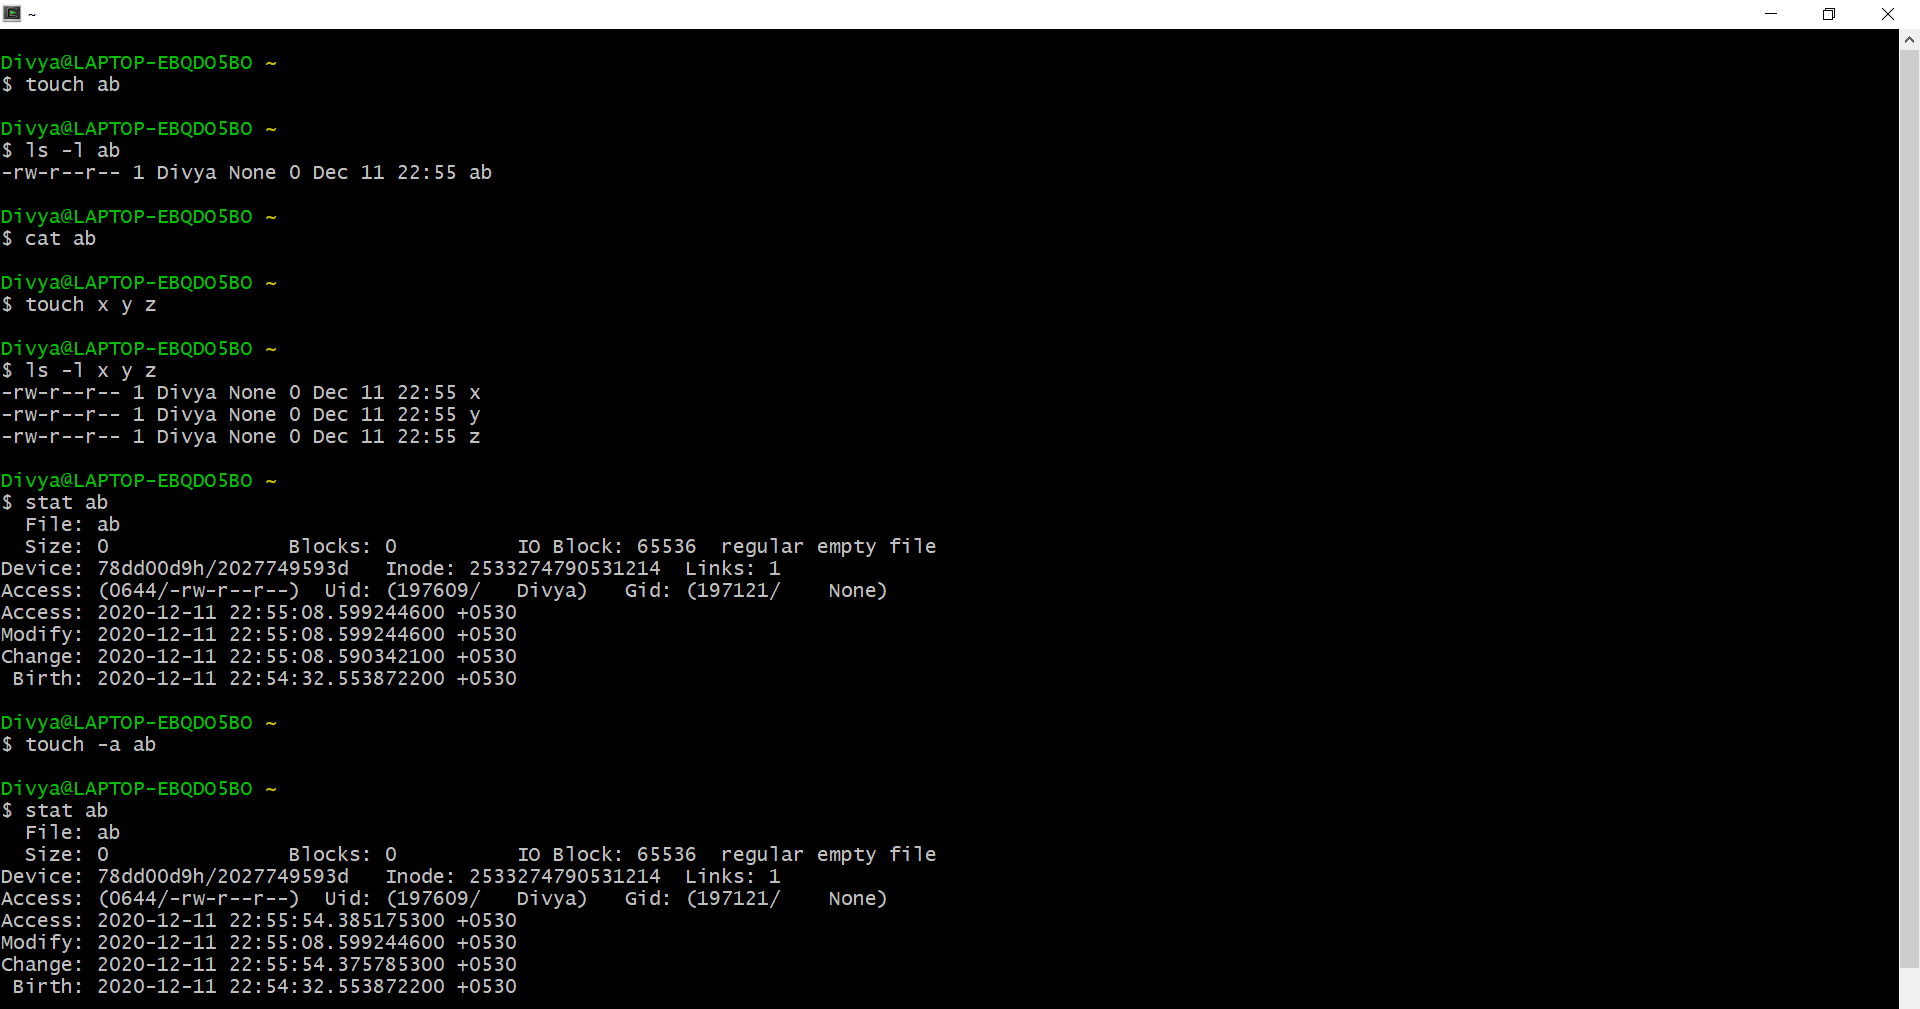 ~
Divya@LAPTOP-EBQDO5BO ~
$ touch ab
Divya@LAPTOP-EBQDO5BO ~
$ ls -l ab
-rw-r--r-- 1 Divya None 0 Dec 11 22:55 ab
Divya@LAPTOP-EBQDO5BO ~
$ cat ab
Divya@LAPTOP-EBQDO5BO ~
$ touch x y z
Divya@LAPTOP-EBQDO5BO ~
$ ls -l x y z
-rw-r--r-- 1 Divya None 0 Dec 11 22:55 x
-rw-r--r-- 1 Divya None 0 Dec 11 22:55 y
-rw-r--r-- 1 Divya None 0 Dec 11 22:55 z
Divya@LAPTOP-EBQDO5BO ~
$ stat ab
  File: ab
  Size: 0               Blocks: 0          IO Block: 65536  regular empty file
Device: 78dd00d9h/2027749593d   Inode: 2533274790531214  Links: 1
Access: (0644/-rw-r--r--)  Uid: (197609/   Divya)   Gid: (197121/    None)
Access: 2020-12-11 22:55:08.599244600 +0530
Modify: 2020-12-11 22:55:08.599244600 +0530
Change: 2020-12-11 22:55:08.590342100 +0530
 Birth: 2020-12-11 22:54:32.553872200 +0530
Divya@LAPTOP-EBQDO5BO ~
$ touch -a ab
Divya@LAPTOP-EBQDO5BO ~
$ stat ab
  File: ab
  Size: 0               Blocks: 0          IO Block: 65536  regular empty file
Device: 78dd00d9h/2027749593d   Inode: 2533274790531214  Links: 1
Access: (0644/-rw-r--r--)  Uid: (197609/   Divya)   Gid: (197121/    None)
Access: 2020-12-11 22:55:54.385175300 +0530
Modify: 2020-12-11 22:55:08.599244600 +0530
Change: 2020-12-11 22:55:54.375785300 +0530
 Birth: 2020-12-11 22:54:32.553872200 +0530